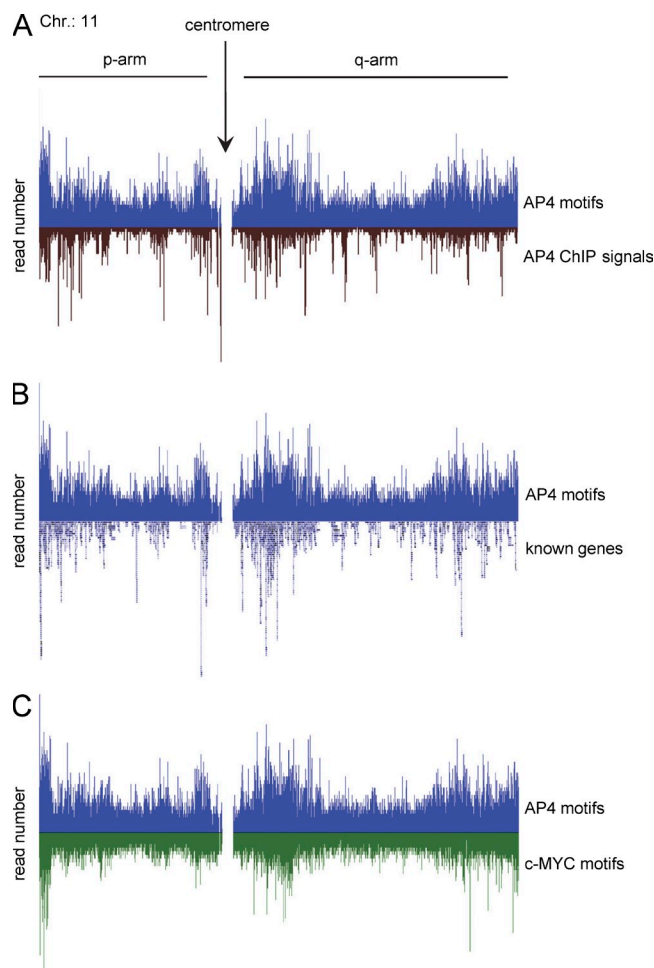 A Chr.: 11
centromere
p-arm
q-arm
read number
AP4 motifs
AP4 ChIP signals
B
read number
AP4 motifs
known genes
C
read number
AP4 motifs
c-MYC motifs